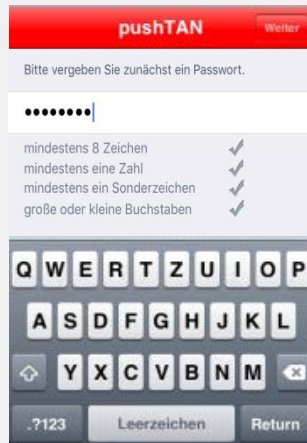 pushTAN Weiter
Bitte vergeben Sie zunächst ein Passwort.
••••••••
mindestens 8 Zeichen
mindestens eine Zahl
mindestens ein Sonderzeichen
große oder kleine Buchstaben
Q W E R T Z U I O P
A S D F G H J K L
Y X C V B N M
.?123 Leerzeichen Return